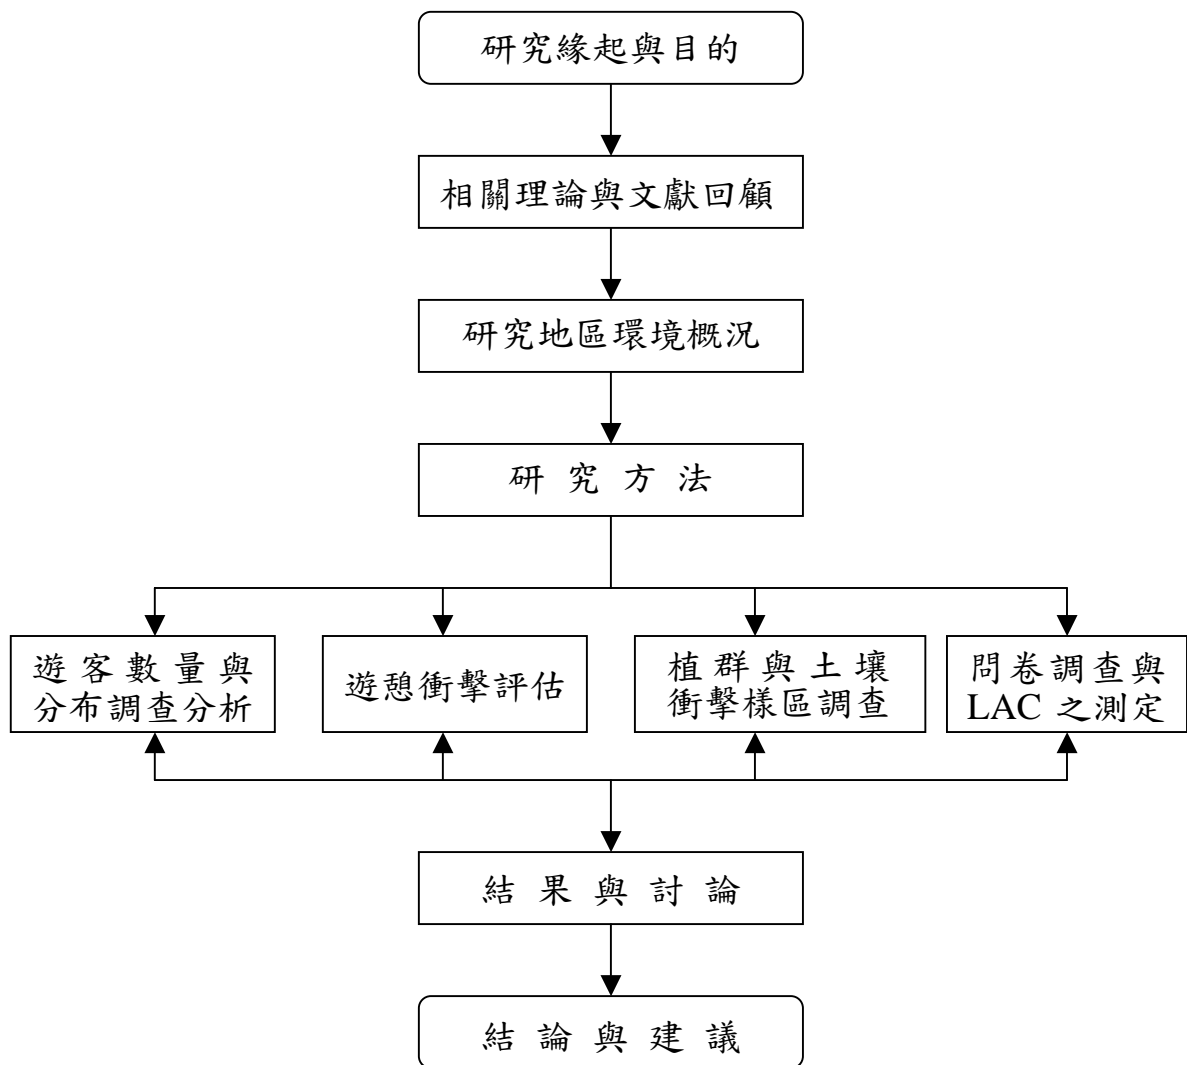 研究緣起與目的
相關理論與文獻回顧
研究地區環境概況
研究方法
遊客數量與
分布調查分析
遊憩衝擊評估
植群與土壤
衝擊樣區調查
問卷調查與
LAC 之測定
結果與討論
結論與建議